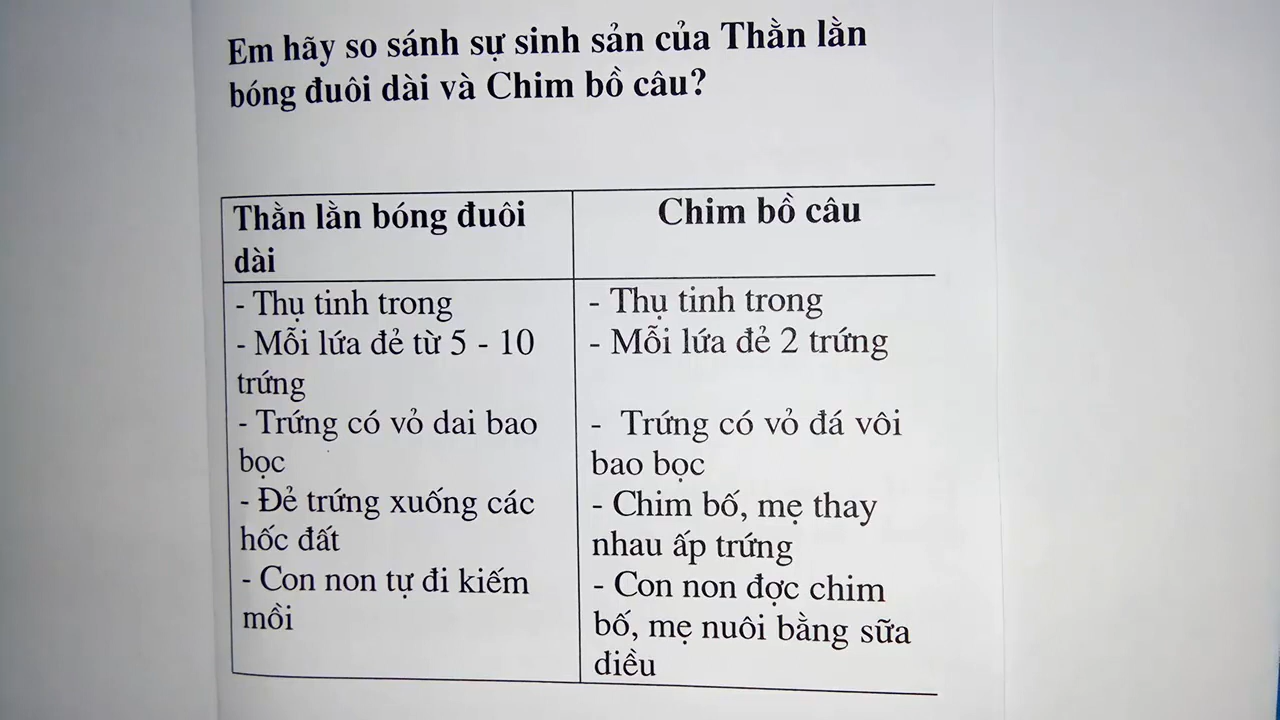 Em hãy so sánh sự sinh sản của Thằn lằn
bóng đuôi dài và Chim bồ câu?
Thằn lằn bóng đuôi
dài
- Thụ tinh trong
- Mỗi lứa đẻ từ 5 - 10
trứng
- Trứng có vỏ dai bao
bọc
- Đẻ trứng xuống các
hốc đất
- Con non tự đi kiếm
mồi
Chim bồ câu
- Thụ tinh trong
- Mỗi lứa đẻ 2 trứng
- Trứng có vỏ đá vôi
bao bọc
- Chim bố, mẹ thay
nhau ấp trứng
- Con non đợc chim
bố, mẹ nuôi bằng sữa
diều